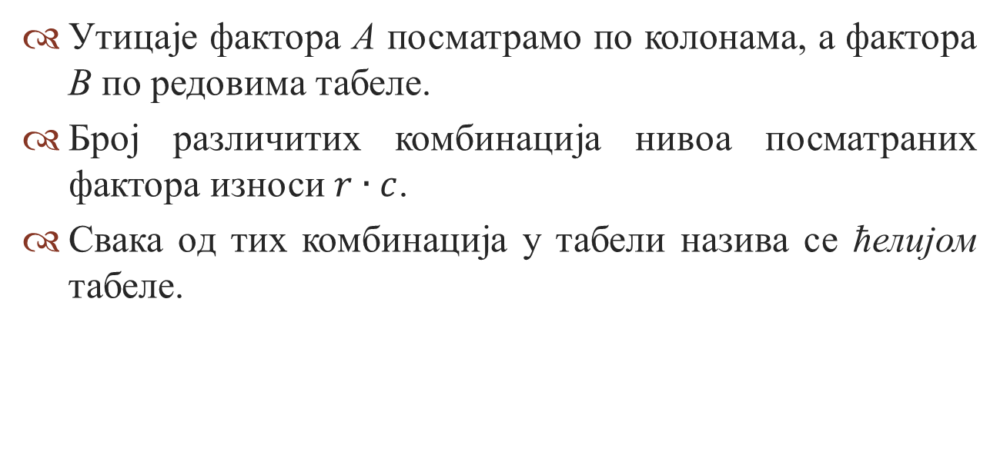 Утицаје фактора A посматрамо по колонама, а фактора
B по редовима табеле.
Број различитих комбинација нивоа посматраних
фактора износи r · c.
Свака од тих комбинација у табели назива се ћелијом
табеле.